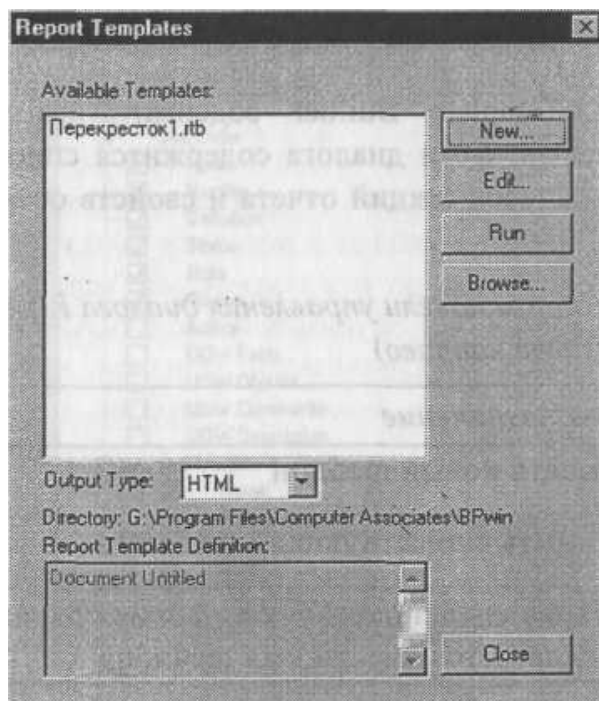 Report Templates
Available Templates:
Перекресток1.rtb
New...
Edit...
Run
Browse...
Output Type: HTML
Directory: G:\Program Files\Computer Associates\BPwin
Report Template Definition:
Document Untitled
Close